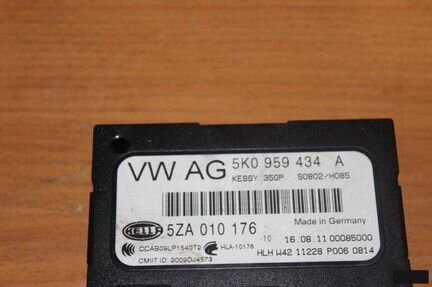 VW AG 5K0 959 434 A
KESSY 35GP S0802/H085
Made in Germany
HELLA 5ZA 010 176 -10 16.08.11 00085000
CCAB09LP1540T2 HLA-10176 HLH W42 11228 P006 0814
CMIIT ID: 2009DJ4573